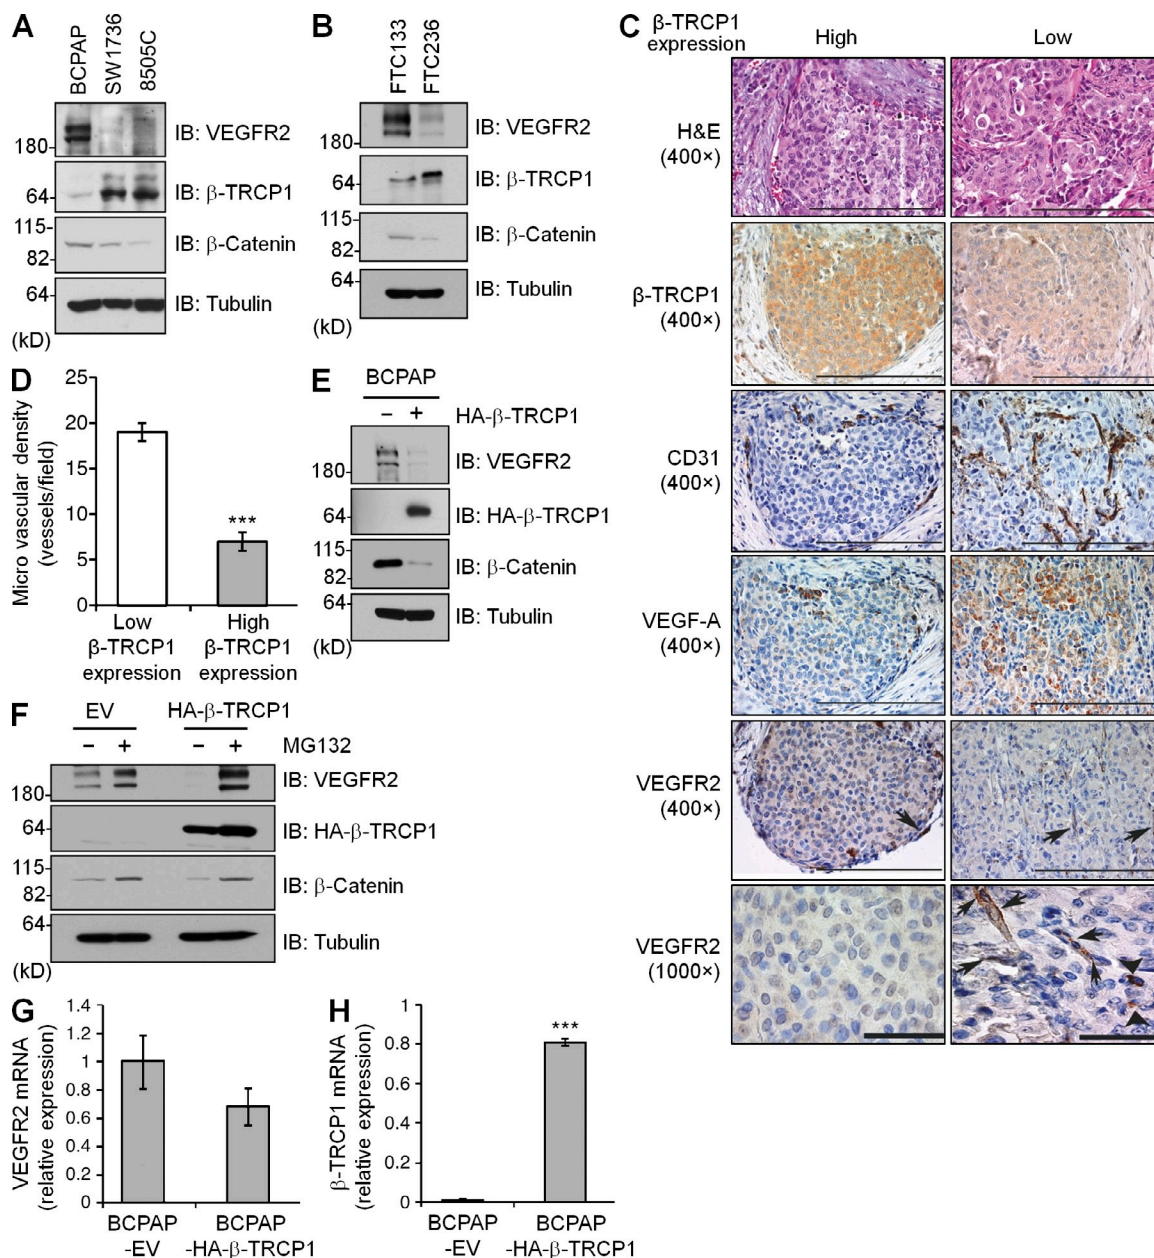 A
BCPAP
SW1736
8505C
IB: VEGFR2
180
IB: β-TRCP1
64
115
IB: β-Catenin
82
64
IB: Tubulin
(kD)
B
FTC133
FTC236
IB: VEGFR2
180
IB: β-TRCP1
64
115
IB: β-Catenin
82
64
IB: Tubulin
(kD)
C
β-TRCP1
expression
High
Low
H&E
(400×)
β-TRCP1
(400×)
CD31
(400×)
VEGF-A
(400×)
VEGFR2
(400×)
VEGFR2
(1000×)
D
Micro vascular density
(vessels/field)
25
20
15
10
5
0
***
Low
β-TRCP1
expression
High
β-TRCP1
expression
E
BCPAP
– + HA-β-TRCP1
IB: VEGFR2
180
64
IB: HA-β-TRCP1
115
IB: β-Catenin
82
64
IB: Tubulin
(kD)
F
EV HA-β-TRCP1
– + – + MG132
IB: VEGFR2
180
64
IB: HA-β-TRCP1
115
IB: β-Catenin
82
64
IB: Tubulin
(kD)
G
VEGFR2 mRNA
(relative expression)
1.4
1.2
1
0.8
0.6
0.4
0.2
0
BCPAP
-EV
BCPAP
-HA-β-TRCP1
H
β-TRCP1 mRNA
(relative expression)
1
0.8
0.6
0.4
0.2
0
***
BCPAP
-EV
BCPAP
-HA-β-TRCP1